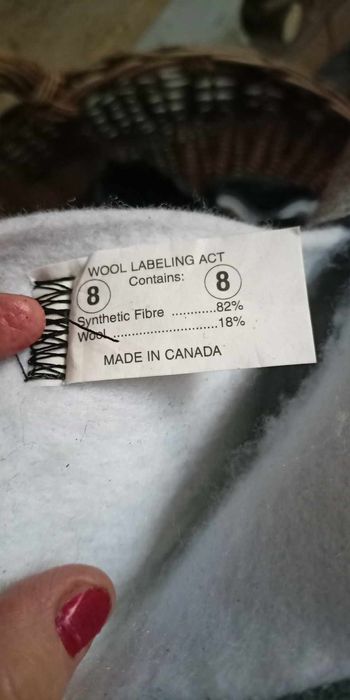 WOOL LABELING ACT
Contains:
8 8
Synthetic Fibre ............82%
Wool ............................18%
MADE IN CANADA